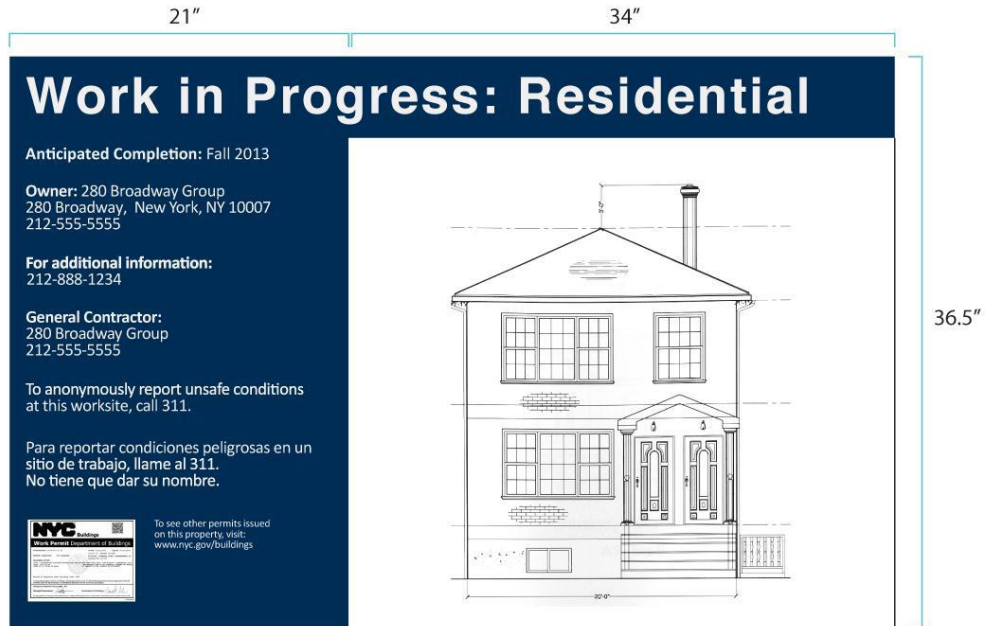 21”
34”
Work in Progress: Residential
Anticipated Completion: Fall 2013
Owner: 280 Broadway Group
280 Broadway, New York, NY 10007
212-555-5555
For additional information:
212-888-1234
General Contractor:
280 Broadway Group
212-555-5555
To anonymously report unsafe conditions
at this worksite, call 311.
Para reportar condiciones peligrosas en un
sitio de trabajo, llame al 311.
No tiene que dar su nombre.
NYC Buildings
Work Permit Department of Buildings
To see other permits issued
on this property, visit:
www.nyc.gov/buildings
36.5”